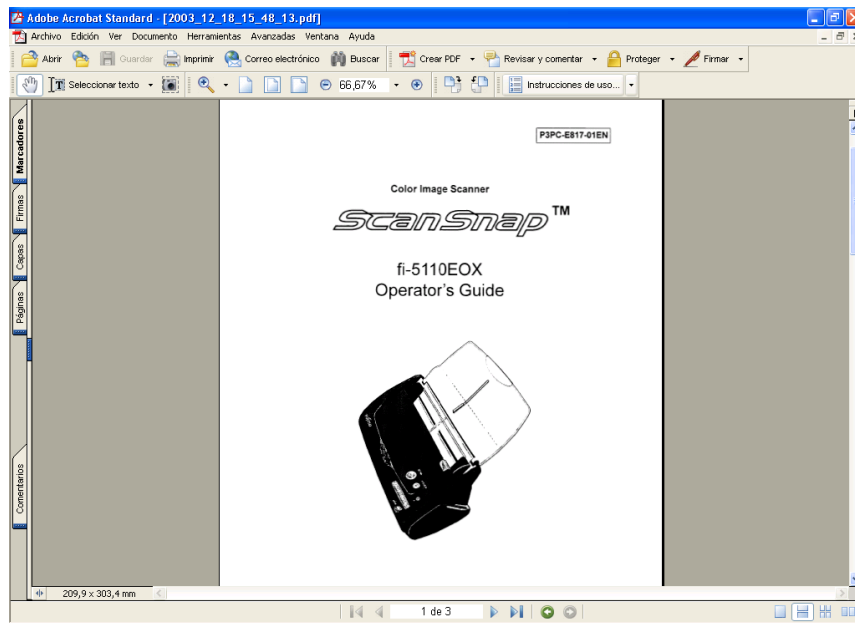 Adobe Acrobat Standard - [2003_12_18_15_48_13.pdf]
Archivo Edición Ver Documento Herramientas Avanzadas Ventana Ayuda
Abrir Guardar Imprimir Correo electrónico Buscar Crear PDF Revisar y comentar Proteger Firmar
Seleccionar texto 66,67% Instrucciones de uso...
Marcadores
Firmas
Capas
Páginas
Comentarios
P3PC-E817-01EN
Color Image Scanner
ScanSnap™
fi-5110EOX
Operator's Guide
209,9 x 303,4 mm
1 de 3